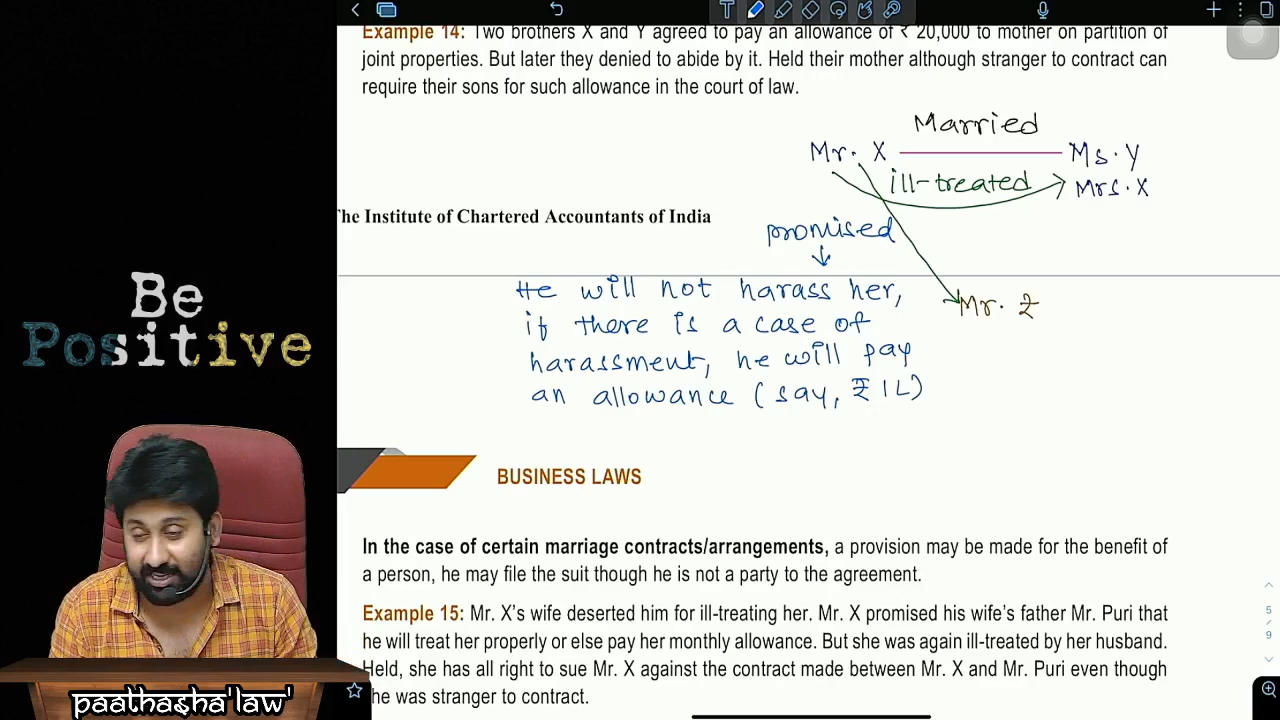 Example 14: Two brothers X and Y agreed to pay an allowance of ₹ 20,000 to mother on partition of
joint properties. But later they denied to abide by it. Held their mother although stranger to contract can
require their sons for such allowance in the court of law.
Married
Mr. X
Ms. Y
ill-treated
Mrs. X
The Institute of Chartered Accountants of India
promised
He will not harass her,
if there is a case of
harassment, he will pay
an allowance (say, ₹ 1L)
Mr. Z
Be
Positive
BUSINESS LAWS
In the case of certain marriage contracts/arrangements, a provision may be made for the benefit of
a person, he may file the suit though he is not a party to the agreement.
Example 15: Mr. X's wife deserted him for ill-treating her. Mr. X promised his wife's father Mr. Puri that
he will treat her properly or else pay her monthly allowance. But she was again ill-treated by her husband.
Held, she has all right to sue Mr. X against the contract made between Mr. X and Mr. Puri even though
he was stranger to contract.
5
/
9
paathasha'law'